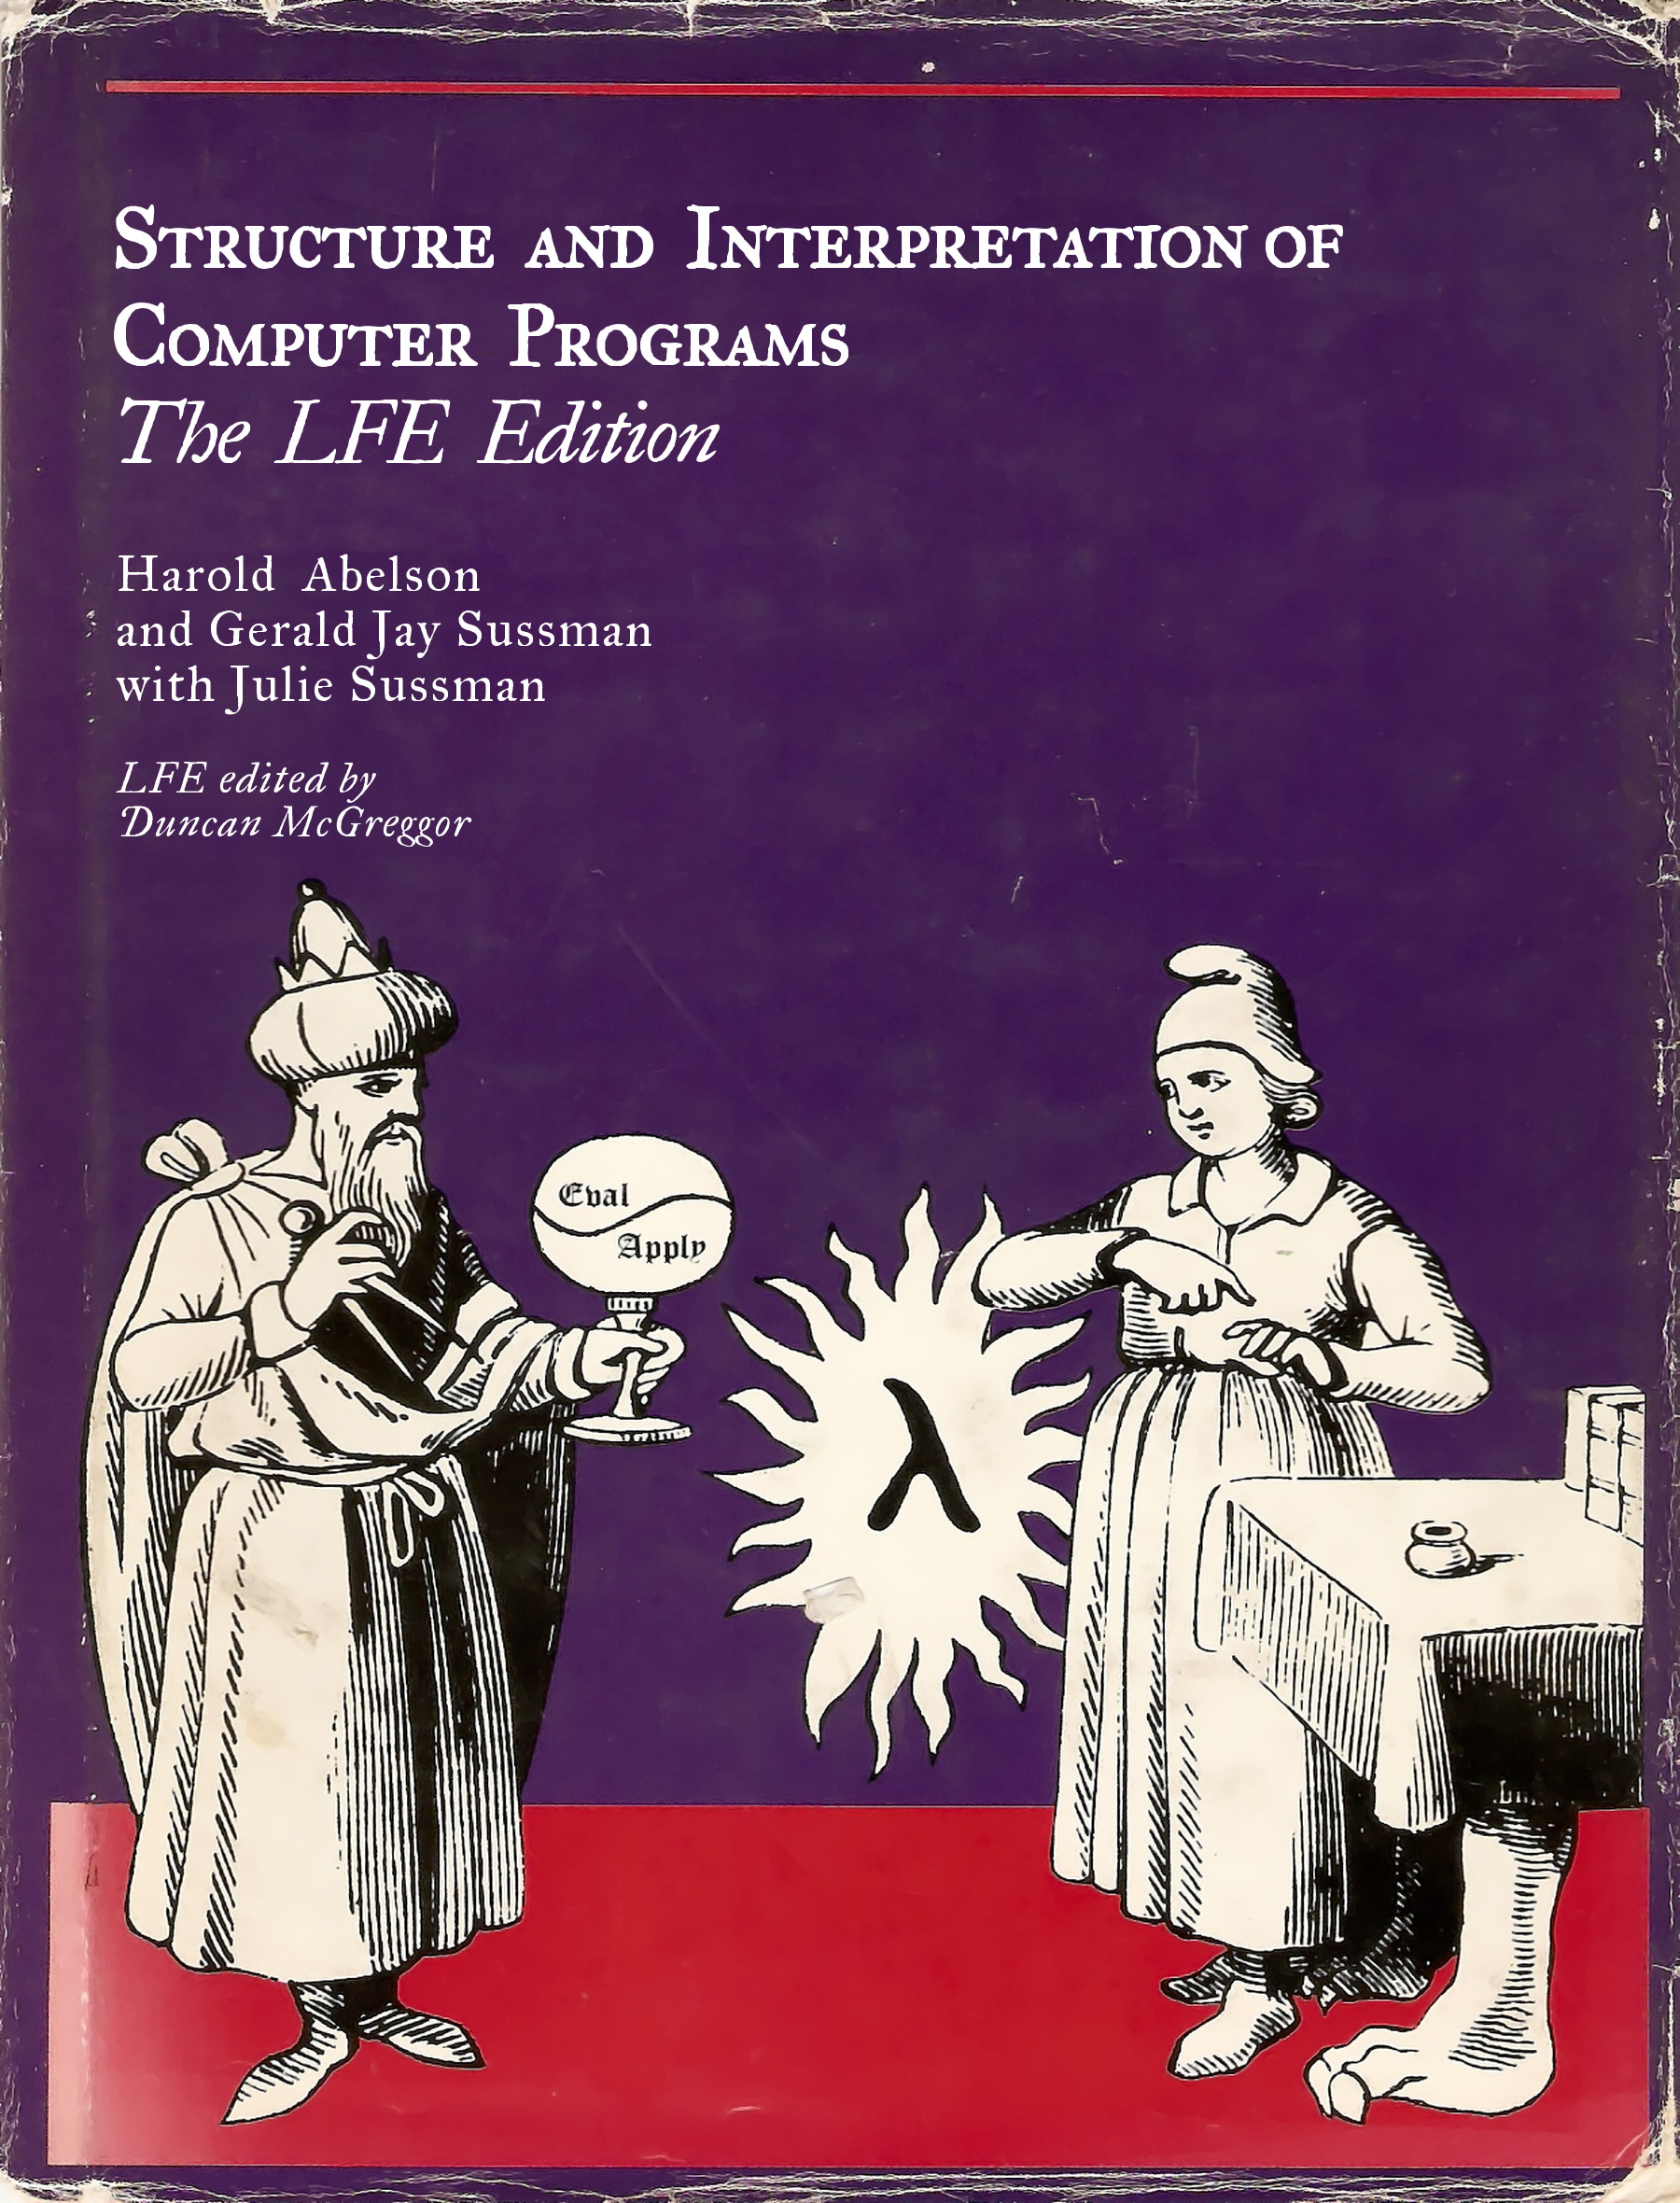 Structure and Interpretation of
Computer Programs
The LFE Edition
Harold Abelson
and Gerald Jay Sussman
with Julie Sussman
LFE edited by
Duncan McGreggor
Eval
Apply
λ